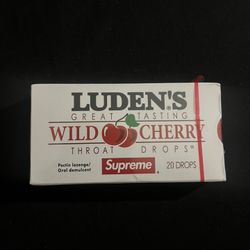 LUDEN'S
GREAT TASTING
WILD CHERRY
THROAT DROPS®
Pectin lozenge/
Oral demulcent
Supreme®
20 DROPS